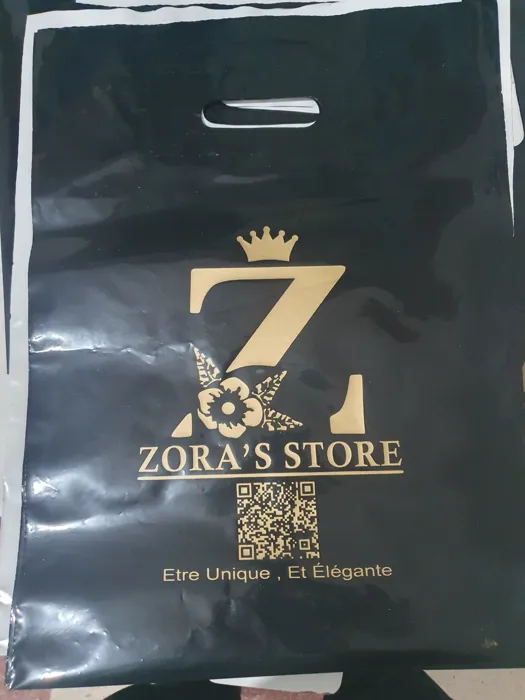 Z
ZORA'S STORE
Etre Unique , Et Élégante